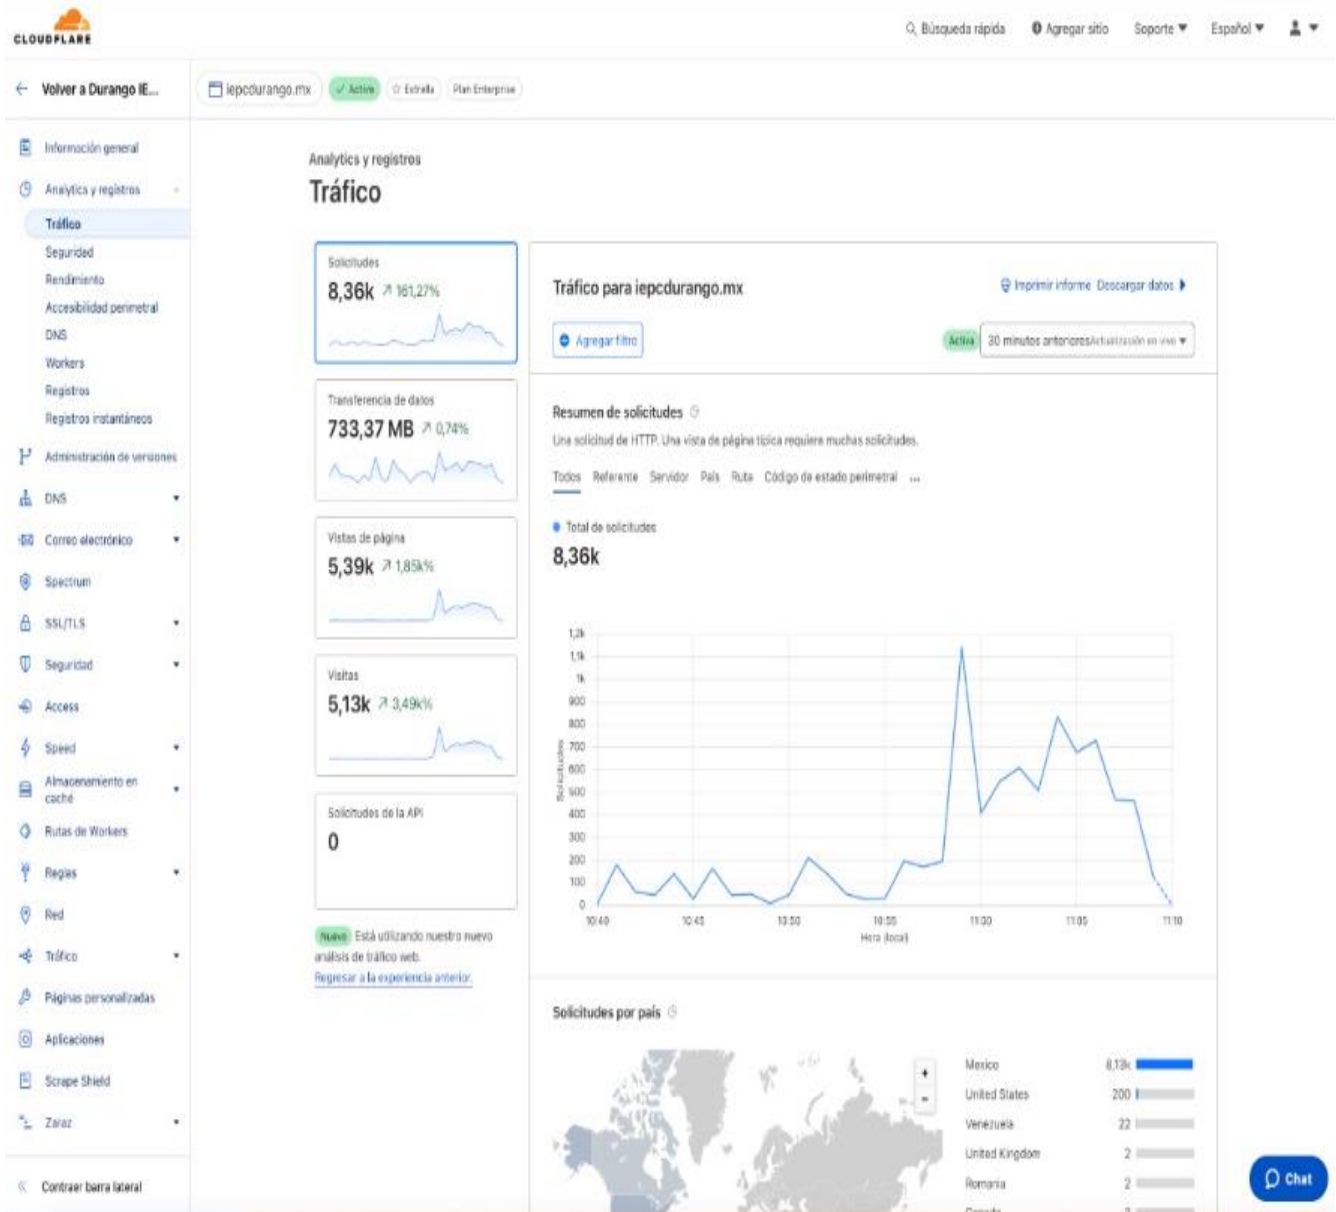 CLOUDFLARE
Búsqueda rápida
Agregar sitio
Soporte
Español
Volver a Durango IE...
iepcdurango.mx
Active
Estrella
Plan Enterprise
Información general
Analytics y registros
Tráfico
Seguridad
Rendimiento
Accesibilidad perimetral
DNS
Workers
Registros
Registros instantáneos
Administración de versiones
DNS
Correo electrónico
Spectrum
SSL/TLS
Seguridad
Access
Speed
Almacenamiento en
caché
Rutas de Workers
Reglas
Red
Tráfico
Páginas personalizadas
Aplicaciones
Scrape Shield
Zaraz
Contraer barra lateral
Analytics y registros
Tráfico
Solicitudes
8,36k 161,27%
Transferencia de datos
733,37 MB 0,74%
Vistas de página
5,39k 1,85k%
Visitas
5,13k 3,49k%
Solicitudes de la API
0
Nuevo Está utilizando nuestro nuevo
análisis de tráfico web.
Regresar a la experiencia anterior.
Tráfico para iepcdurango.mx
Imprimir informe Descargar datos
Agregar filtro
Activa
30 minutos anteriores Actualización en vivo
Resumen de solicitudes
Una solicitud de HTTP. Una vista de página típica requiere muchas solicitudes.
Todos Referente Servidor País Ruta Código de estado perimetral ...
Total de solicitudes
8,36k
1,2k
1,1k
1k
900
800
700
600
500
400
300
200
100
0
Solicitudes
10:40 10:45 10:50 10:55 11:00 11:05 11:10
Hora (local)
Solicitudes por país
+
−
Mexico 8,13k
United States 200
Venezuela 22
United Kingdom 2
Romania 2
Chat